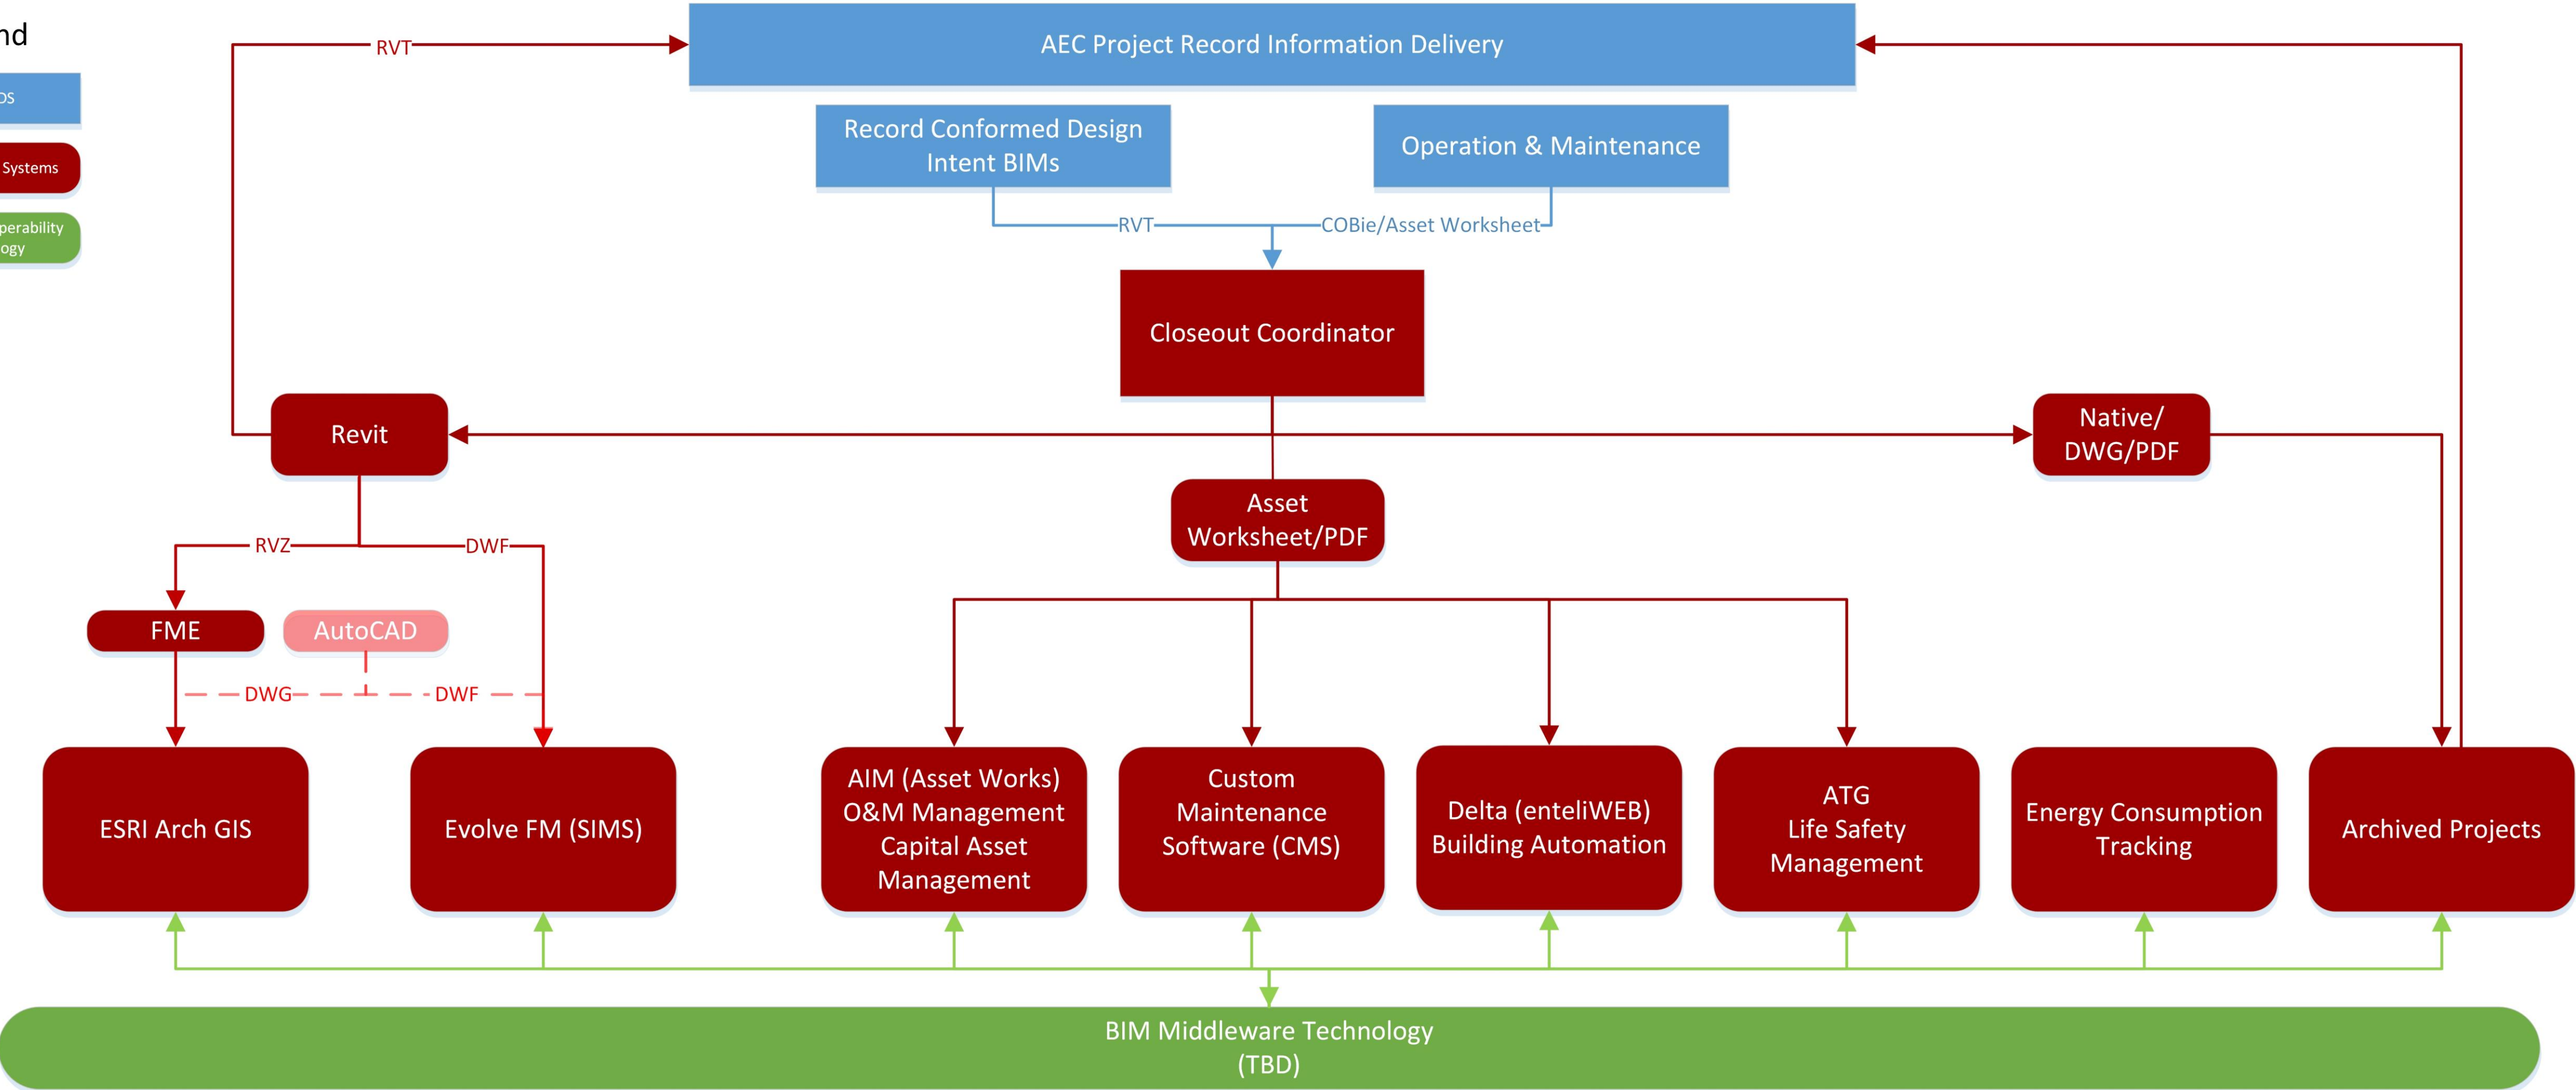 nd
DS
Systems
perability
ogy
RVT
AEC Project Record Information Delivery
Record Conformed Design
Intent BIMs
Operation & Maintenance
RVT
COBie/Asset Worksheet
Closeout Coordinator
Revit
Native/
DWG/PDF
Asset
Worksheet/PDF
RVZ
DWF
FME
AutoCAD
DWG
DWF
ESRI Arch GIS
Evolve FM (SIMS)
AIM (Asset Works)
O&M Management
Capital Asset
Management
Custom
Maintenance
Software (CMS)
Delta (enteliWEB)
Building Automation
ATG
Life Safety
Management
Energy Consumption
Tracking
Archived Projects
BIM Middleware Technology
(TBD)